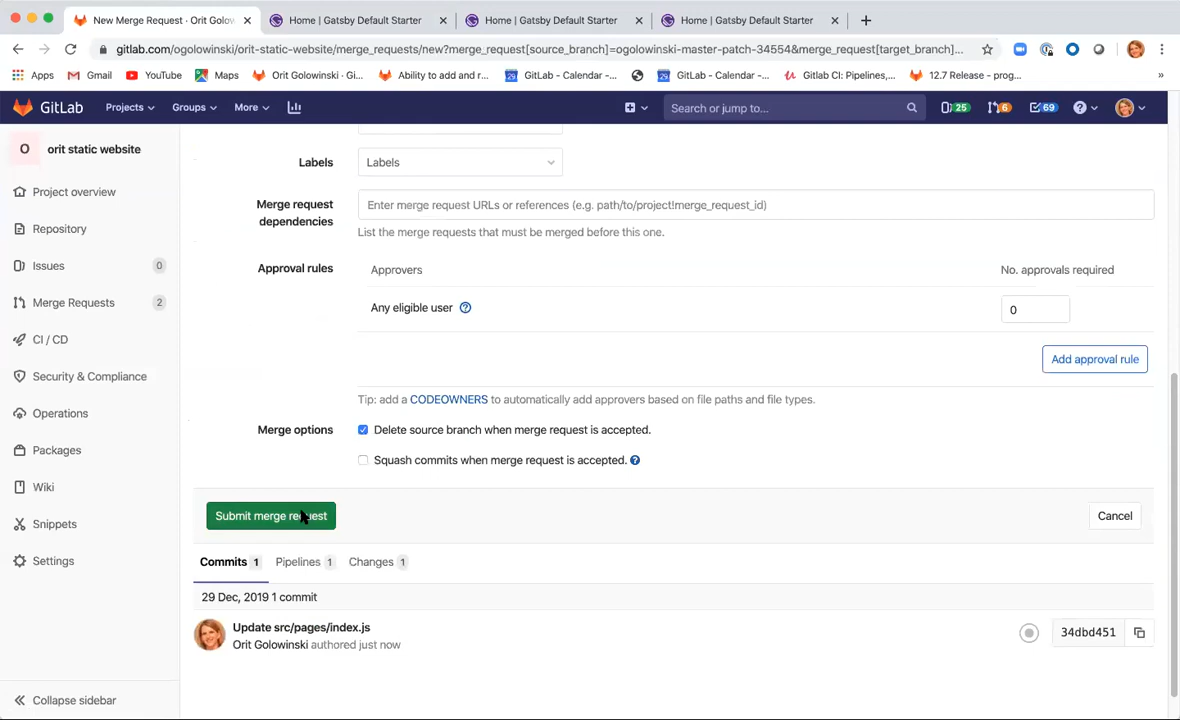 New Merge Request · Orit Golow
Home | Gatsby Default Starter
Home | Gatsby Default Starter
Home | Gatsby Default Starter
gitlab.com/ogolowinski/orit-static-website/merge_requests/new?merge_request[source_branch]=ogolowinski-master-patch-34554&merge_request[target_branch]...
Apps
Gmail
YouTube
Maps
Orit Golowinski · Gi...
Ability to add and r...
GitLab - Calendar -...
GitLab - Calendar -...
Gitlab CI: Pipelines,...
12.7 Release - prog...
»
GitLab
Projects
Groups
More
Search or jump to...
25
6
69
O
orit static website
Project overview
Repository
Issues
0
Merge Requests
2
CI / CD
Security & Compliance
Operations
Packages
Wiki
Snippets
Settings
Collapse sidebar
Labels
Labels
Merge request
dependencies
Enter merge request URLs or references (e.g. path/to/project!merge_request_id)
List the merge requests that must be merged before this one.
Approval rules
Approvers
No. approvals required
Any eligible user
0
Add approval rule
Tip: add a CODEOWNERS to automatically add approvers based on file paths and file types.
Merge options
Delete source branch when merge request is accepted.
Squash commits when merge request is accepted.
Submit merge request
Cancel
Commits 1
Pipelines 1
Changes 1
29 Dec, 2019 1 commit
Update src/pages/index.js
Orit Golowinski authored just now
34dbd451